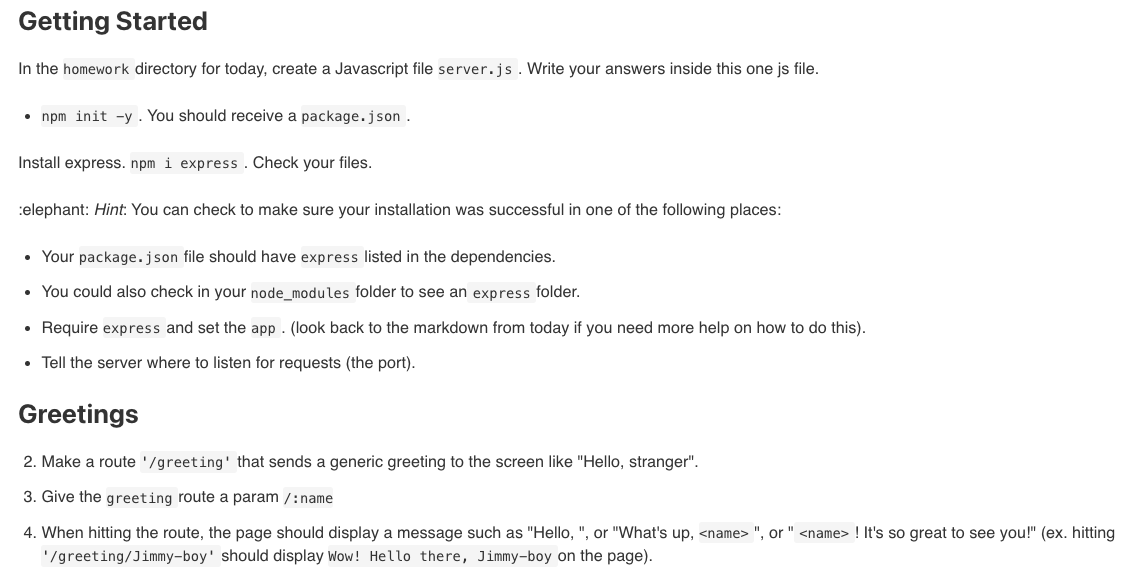 Getting Started
In the homework directory for today, create a Javascript file server.js . Write your answers inside this one js file.
• npm init -y . You should receive a package.json .
Install express. npm i express . Check your files.
:elephant: Hint: You can check to make sure your installation was successful in one of the following places:
• Your package.json file should have express listed in the dependencies.
• You could also check in your node_modules folder to see an express folder.
• Require express and set the app . (look back to the markdown from today if you need more help on how to do this).
• Tell the server where to listen for requests (the port).
Greetings
2. Make a route '/greeting' that sends a generic greeting to the screen like "Hello, stranger".
3. Give the greeting route a param /:name
4. When hitting the route, the page should display a message such as "Hello, ", or "What's up, <name> ", or " <name> ! It's so great to see you!" (ex. hitting
'/greeting/Jimmy-boy' should display Wow! Hello there, Jimmy-boy on the page).